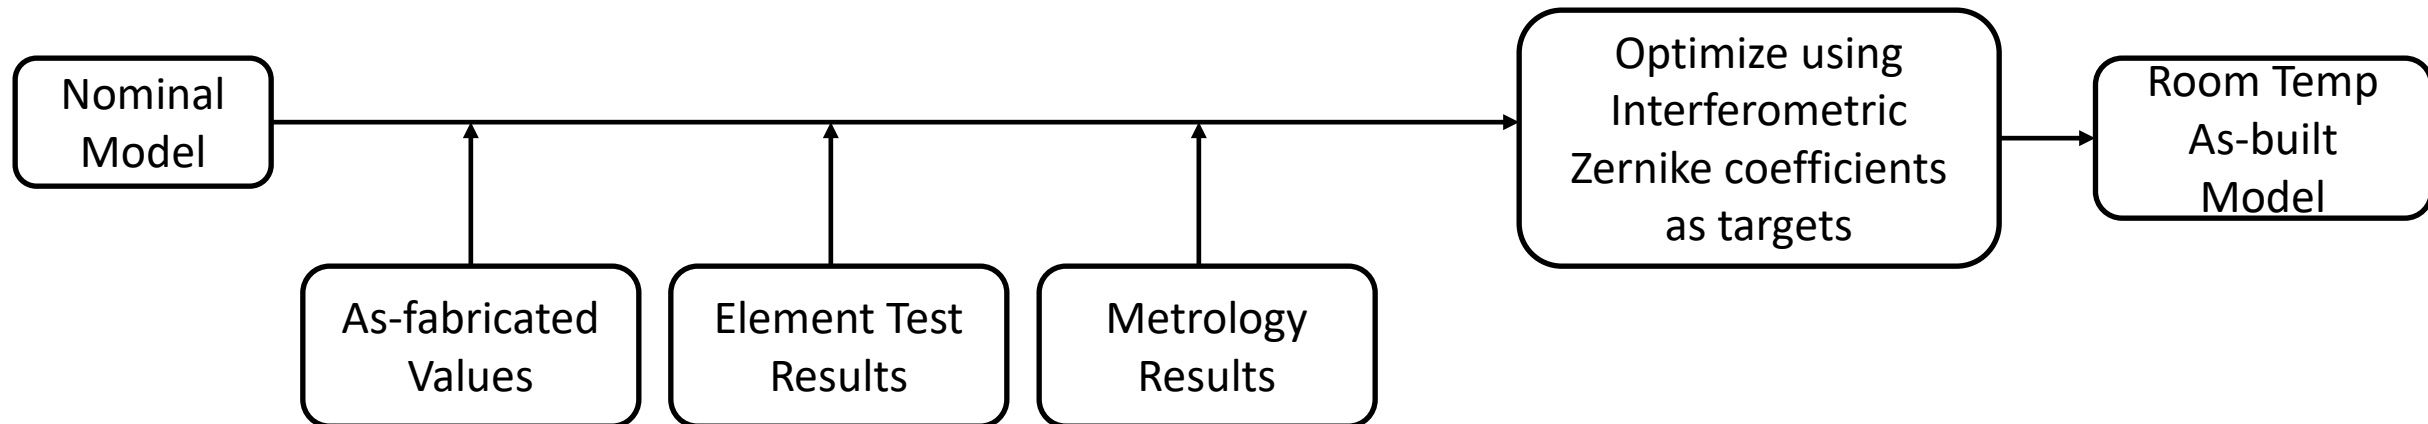 Nominal
Model
Optimize using
Interferometric
Zernike coefficients
as targets
Room Temp
As-built
Model
As-fabricated
Values
Element Test
Results
Metrology
Results